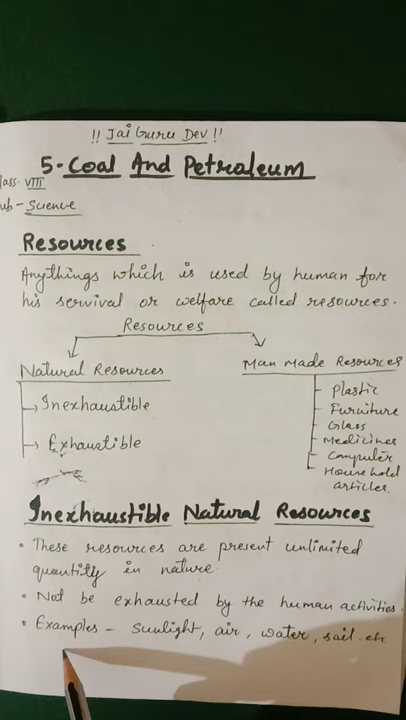 !! Jai Guru Dev !!
5-Coal And Petroleum
lass- VIII
ub- Science
Resources
Anythings which is used by human for
his servival or welfare called resources.
Resources
Natural Resources
Man Made Resources
Inexhaustible
Exhaustible
Plastic
Furniture
Glass
Medicines
Computer
Household
articles
Inexhaustible Natural Resources
• These resources are present unlimited
quantity in nature.
• Not be exhausted by the human activities.
• Examples - Sunlight, air, water, soil. etc